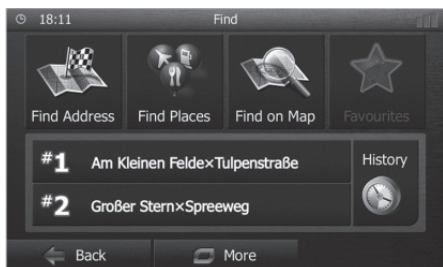 18:11 Find
Find Address Find Places Find on Map Favourites
#1 Am Kleinen Felde×Tulpenstraße History
#2 Großer Stern×Spreeweg
Back More